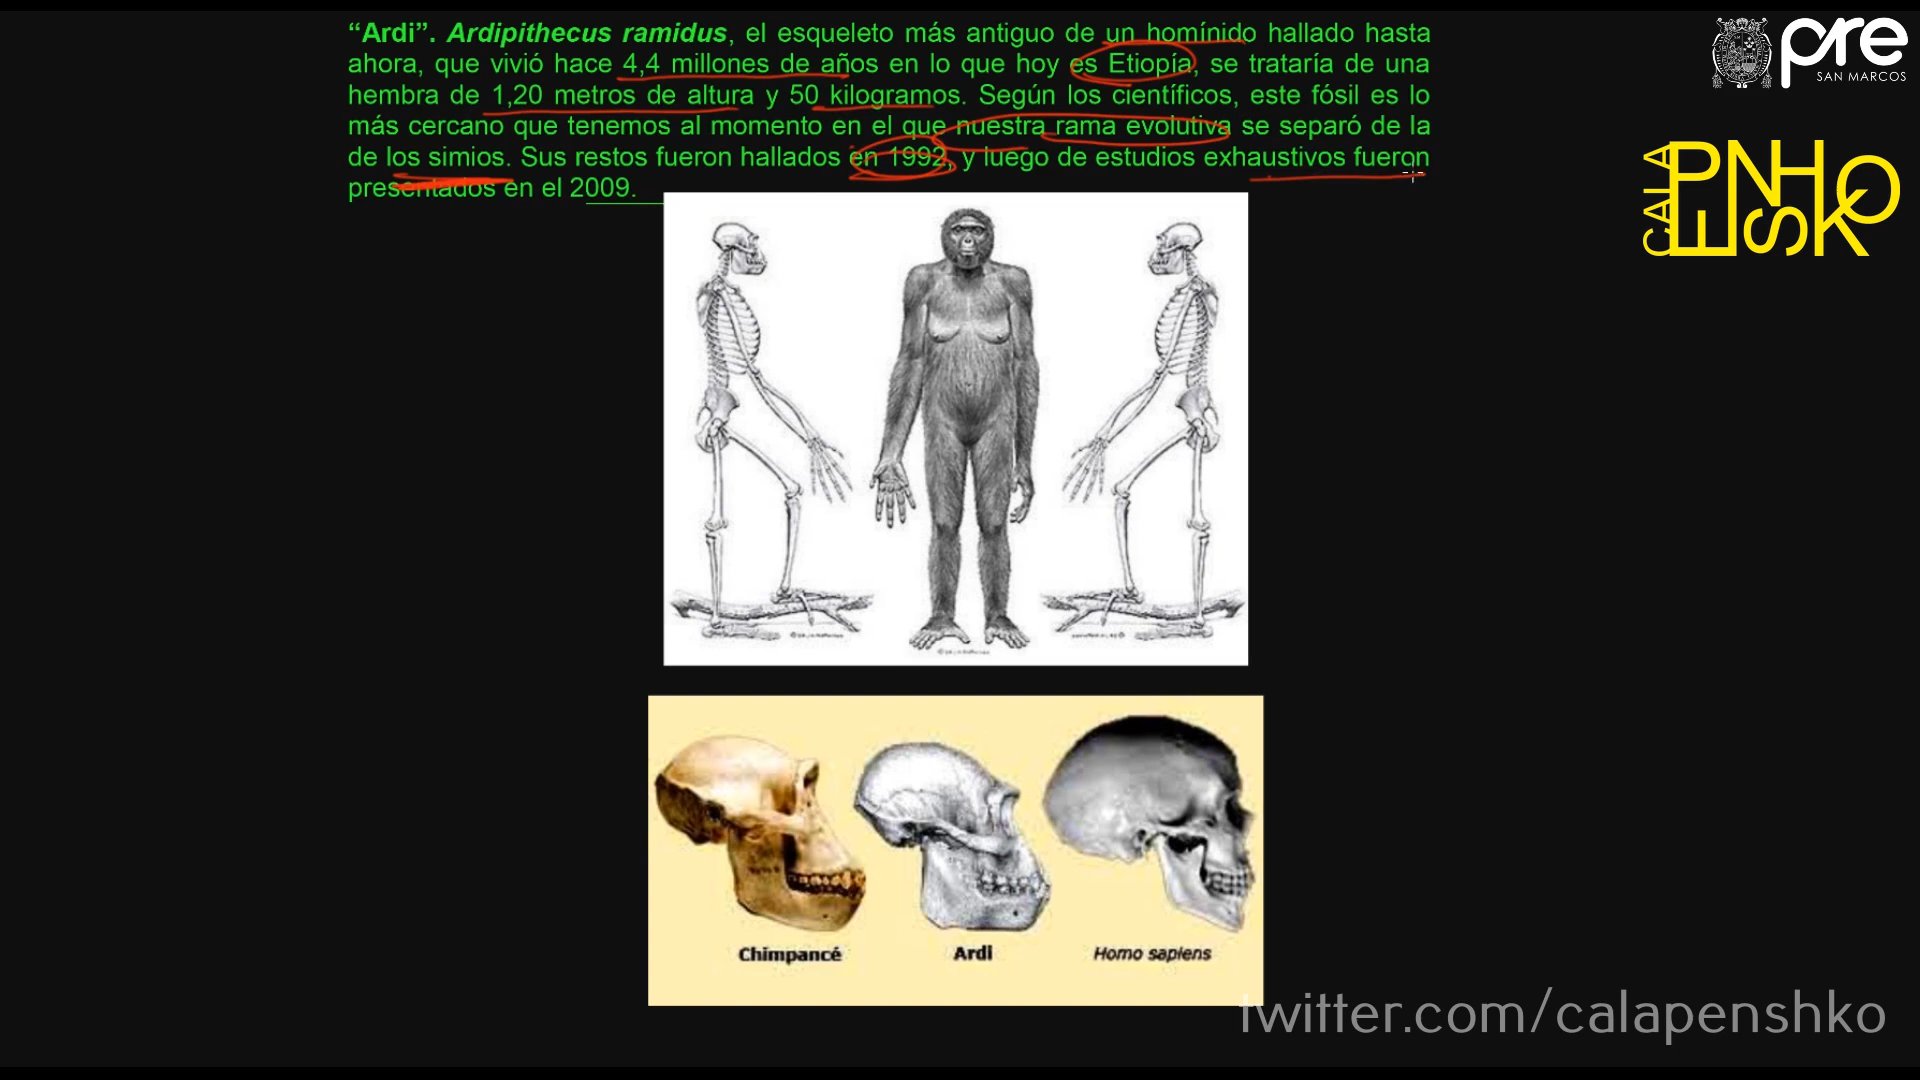 “Ardi”. Ardipithecus ramidus, el esqueleto más antiguo de un homínido hallado hasta
ahora, que vivió hace 4,4 millones de años en lo que hoy es Etiopía, se trataría de una
hembra de 1,20 metros de altura y 50 kilogramos. Según los científicos, este fósil es lo
más cercano que tenemos al momento en el que nuestra rama evolutiva se separó de la
de los simios. Sus restos fueron hallados en 1992, y luego de estudios exhaustivos fueron
presentados en el 2009.
pre
SAN MARCOS
CALA
PNHO
ESK
Chimpancé
Ardi
Homo sapiens
twitter.com/calapenshko